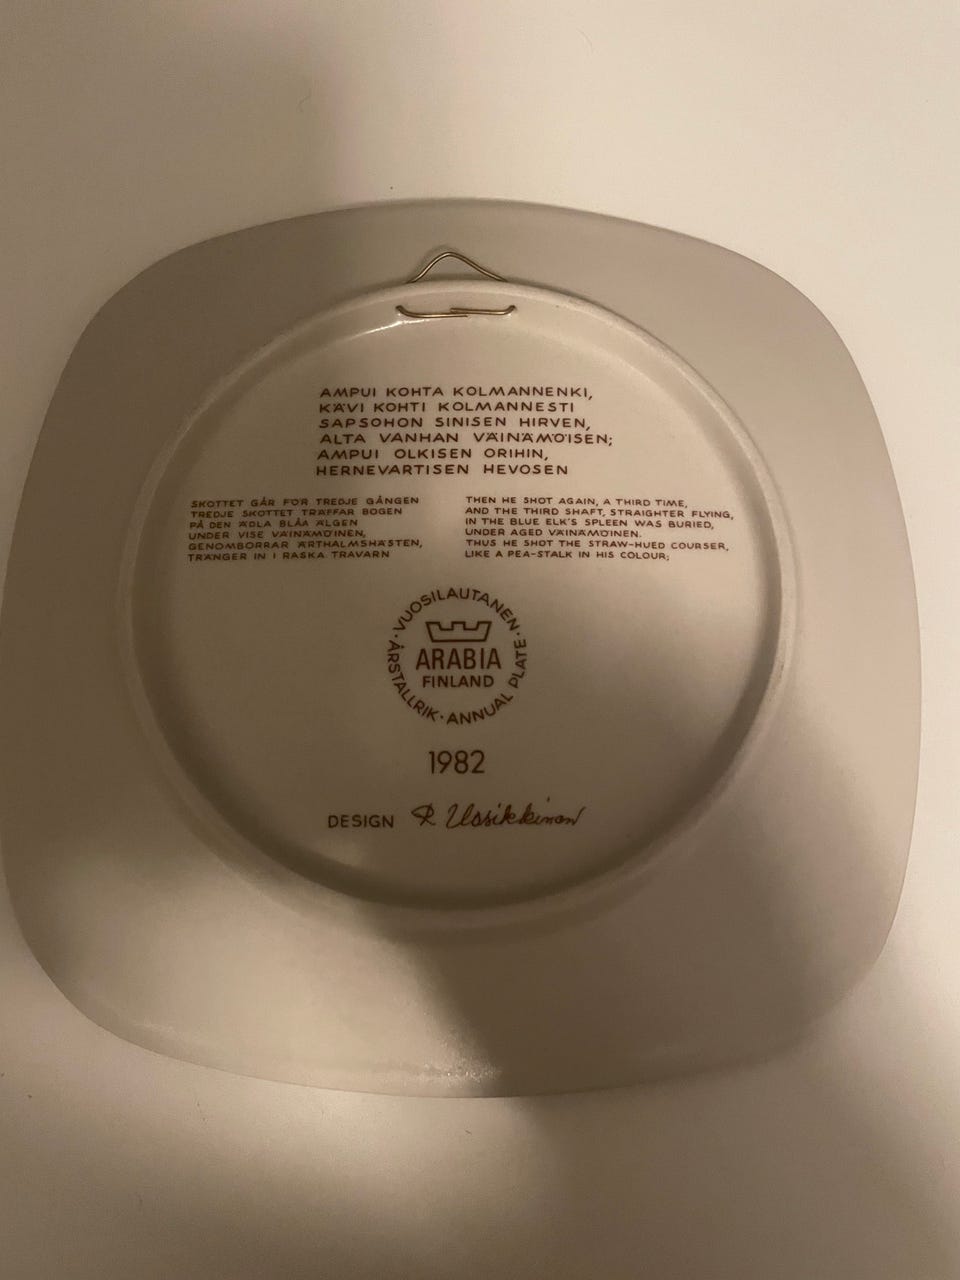 AMPUI KOHTA KOLMANNENKI,
KÄVI KOHTI KOLMANNESTI
SAPSOHON SINISEN HIRVEN,
ALTA VANHAN VÄINÄMÖISEN;
AMPUI OLKISEN ORIHIN,
HERNEVARTISEN HEVOSEN
SKOTTET GÅR FÖR TREDJE GÅNGEN
TREDJE SKOTTET TRÄFFAR BOGEN
PÅ DEN ÄDLA BLÅA ÄLGEN
UNDER VISE VÄINÄMÖINEN,
GENOMBORRAR ÄRTHALMSHÄSTEN,
TRÄNGER IN I RASKA TRAVARN
THEN HE SHOT AGAIN, A THIRD TIME,
AND THE THIRD SHAFT, STRAIGHTER FLYING,
IN THE BLUE ELK'S SPLEEN WAS BURIED,
UNDER AGED VÄINÄMÖINEN.
THUS HE SHOT THE STRAW-HUED COURSER,
LIKE A PEA-STALK IN HIS COLOUR;
· VUOSILAUTANEN · ANNUAL PLATE · ÅRSTALLRIK
ARABIA
FINLAND
1982
DESIGN R. Uosikkinen